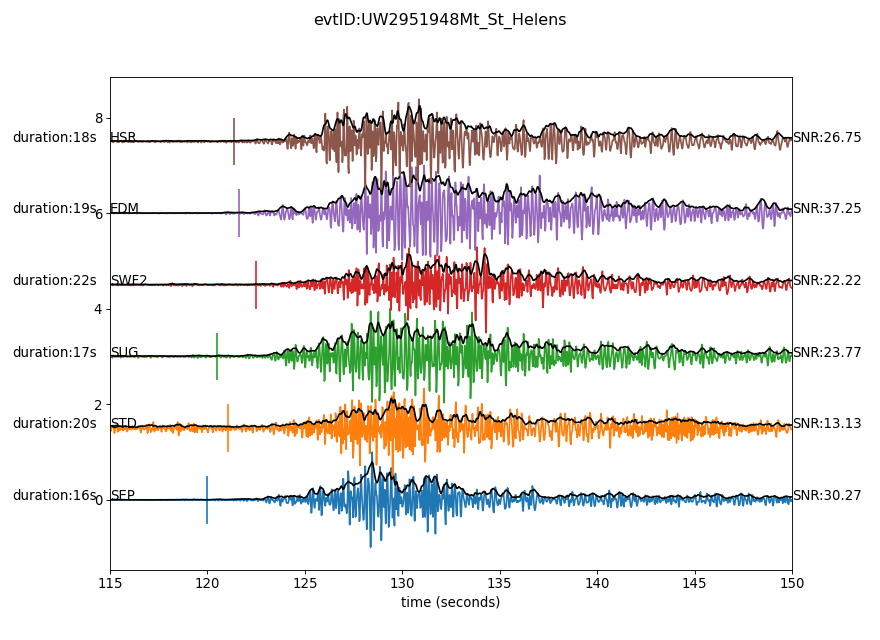 evtID:UW2951948Mt_St_Helens
8
duration:18s HSR SNR:26.75
duration:19s EDM SNR:37.25
6
duration:22s SWF2 SNR:22.22
4
duration:17s SUG SNR:23.77
2
duration:20s STD SNR:13.13
duration:16s SEP SNR:30.27
0
115 120 125 130 135 140 145 150
time (seconds)